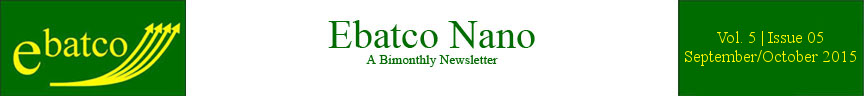 ebatco
Ebatco Nano
A Bimonthly Newsletter
Vol. 5 | Issue 05
September/October 2015